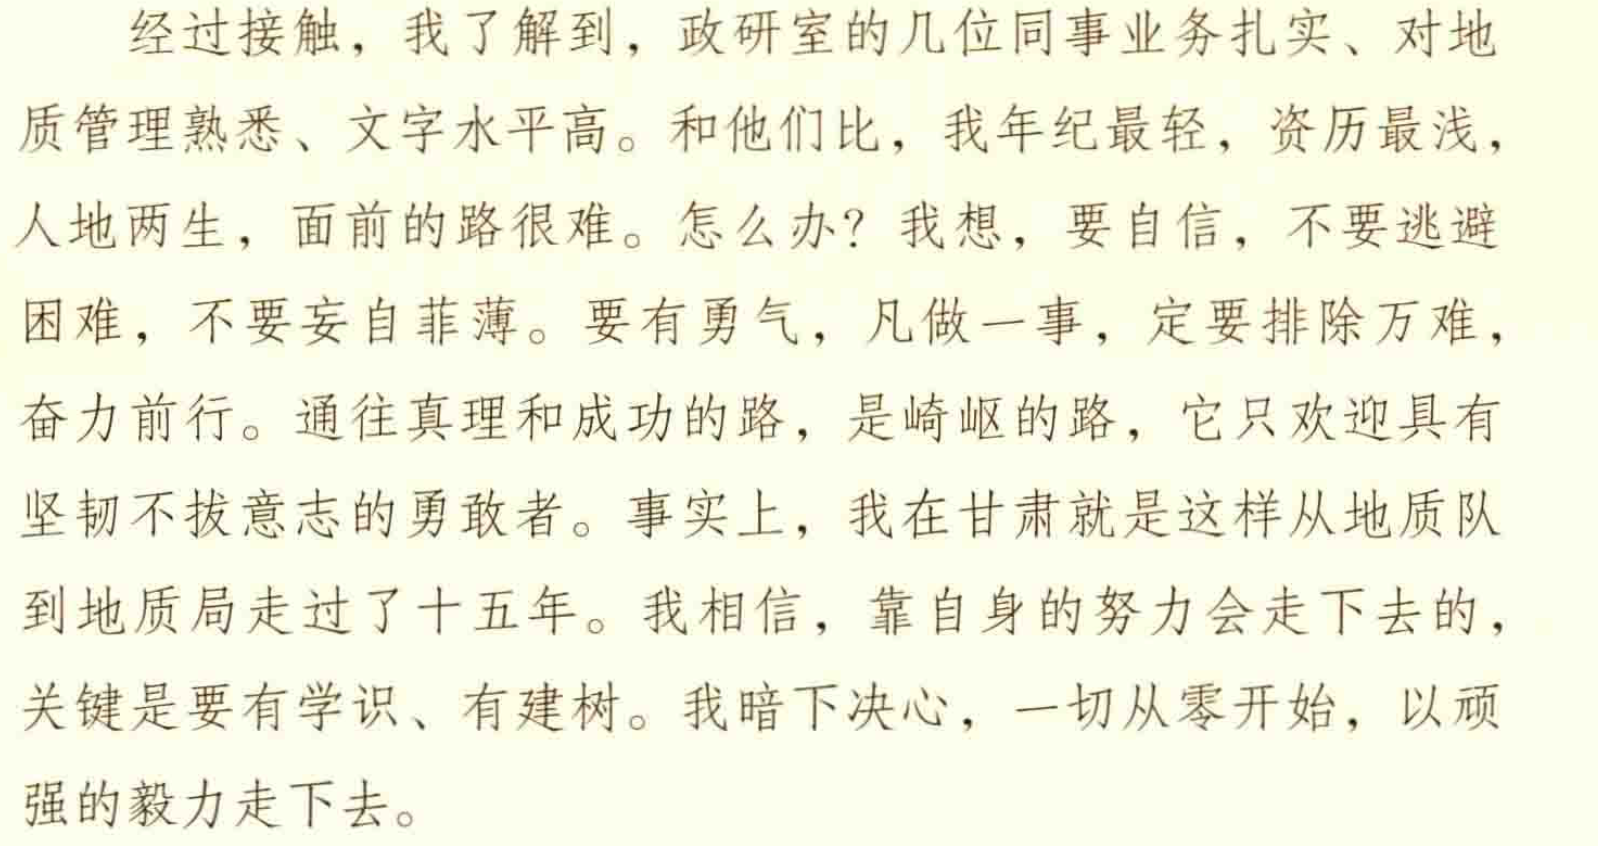 经过接触，我了解到，政研室的几位同事业务扎实、对地
质管理熟悉、文字水平高。和他们比，我年纪最轻，资历最浅，
人地两生，面前的路很难。怎么办？我想，要自信，不要逃避
困难，不要妄自菲薄。要有勇气，凡做一事，定要排除万难，
奋力前行。通往真理和成功的路，是崎岖的路，它只欢迎具有
坚韧不拔意志的勇敢者。事实上，我在甘肃就是这样从地质队
到地质局走过了十五年。我相信，靠自身的努力会走下去的，
关键是要有学识、有建树。我暗下决心，一切从零开始，以顽
强的毅力走下去。